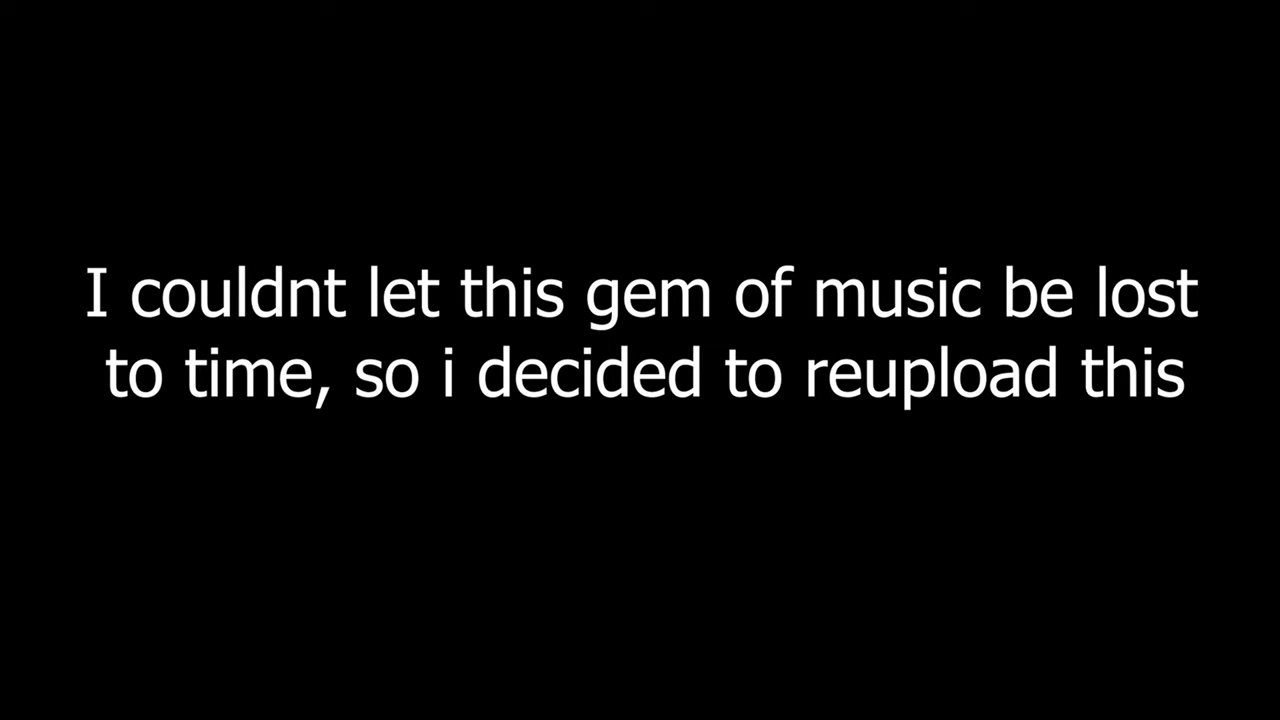 I couldnt let this gem of music be lost
to time, so i decided to reupload this